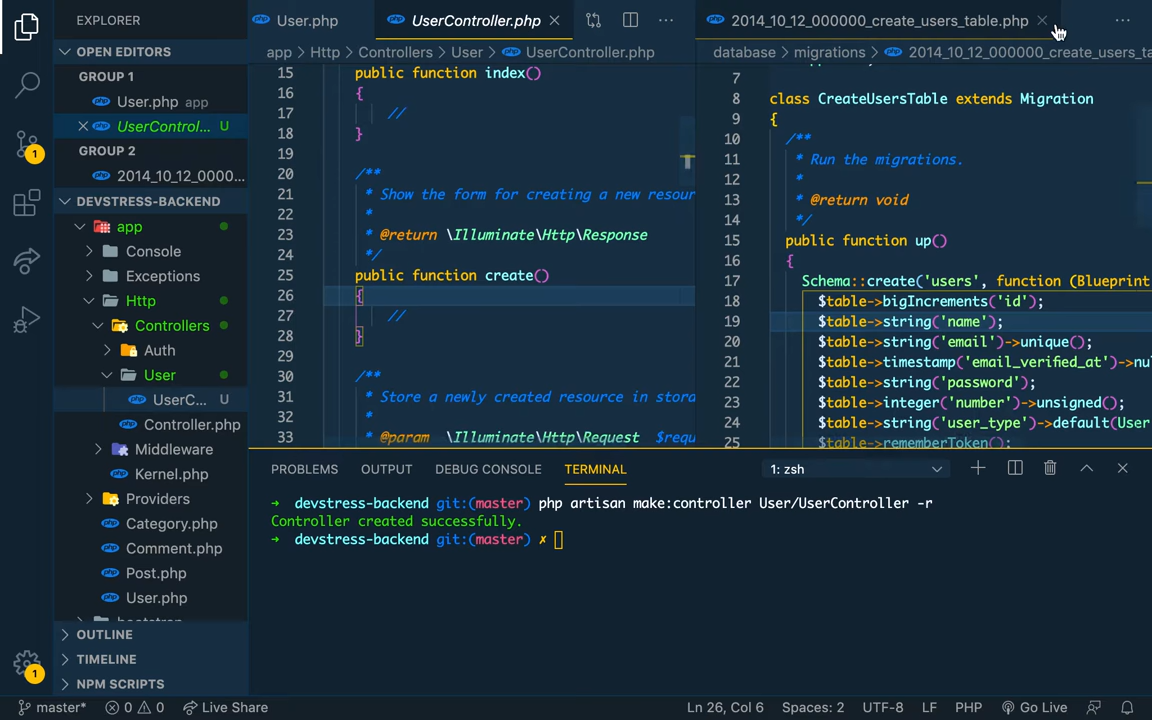 EXPLORER
OPEN EDITORS
GROUP 1
User.php app
UserControl... U
GROUP 2
2014_10_12_0000...
DEVSTRESS-BACKEND
app
Console
Exceptions
Http
Controllers
Auth
User
UserC... U
Controller.php
Middleware
Kernel.php
Providers
Category.php
Comment.php
Post.php
User.php
OUTLINE
TIMELINE
NPM SCRIPTS
1
1
User.php
UserController.php
app > Http > Controllers > User > UserController.php
15 public function index()
16 {
17 //
18 }
19
20 /**
21 * Show the form for creating a new resour
22 *
23 * @return \Illuminate\Http\Response
24 */
25 public function create()
26 {
27 //
28 }
29
30 /**
31 * Store a newly created resource in stora
32 *
33 * @param \Illuminate\Http\Request $requ
2014_10_12_000000_create_users_table.php
database > migrations > 2014_10_12_000000_create_users_ta
7
8 class CreateUsersTable extends Migration
9 {
10 /**
11 * Run the migrations.
12 *
13 * @return void
14 */
15 public function up()
16 {
17 Schema::create('users', function (Blueprint
18 $table->bigIncrements('id');
19 $table->string('name');
20 $table->string('email')->unique();
21 $table->timestamp('email_verified_at')->nul
22 $table->string('password');
23 $table->integer('number')->unsigned();
24 $table->string('user_type')->default(User
25 $table->rememberToken();
PROBLEMS OUTPUT DEBUG CONSOLE TERMINAL 1: zsh
→ devstress-backend git:(master) php artisan make:controller User/UserController -r
Controller created successfully.
→ devstress-backend git:(master) ✗
master* 0 0 Live Share Ln 26, Col 6 Spaces: 2 UTF-8 LF PHP Go Live